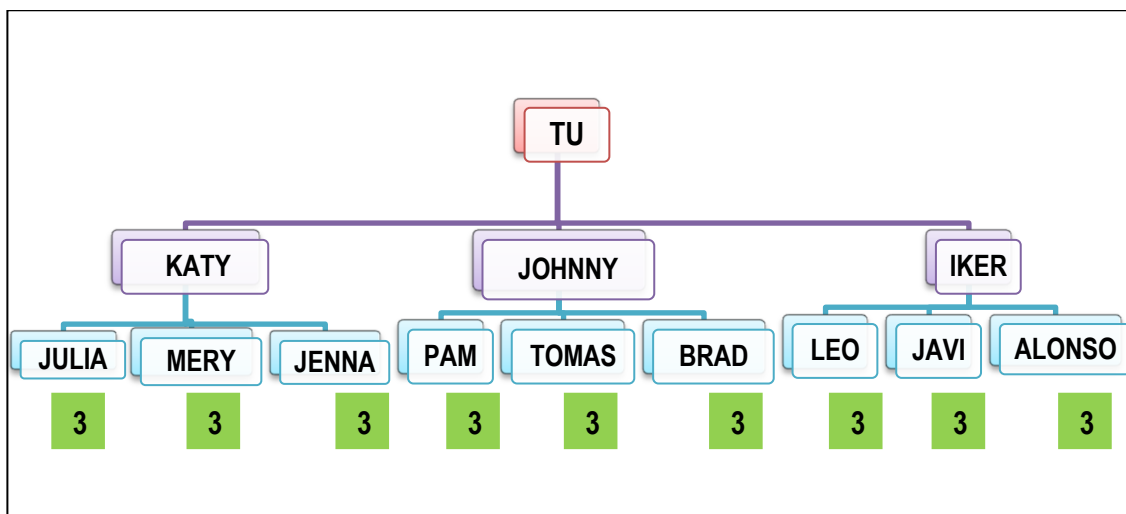 TU
KATY JOHNNY IKER
JULIA MERY JENNA PAM TOMAS BRAD LEO JAVI ALONSO
3 3 3 3 3 3 3 3 3